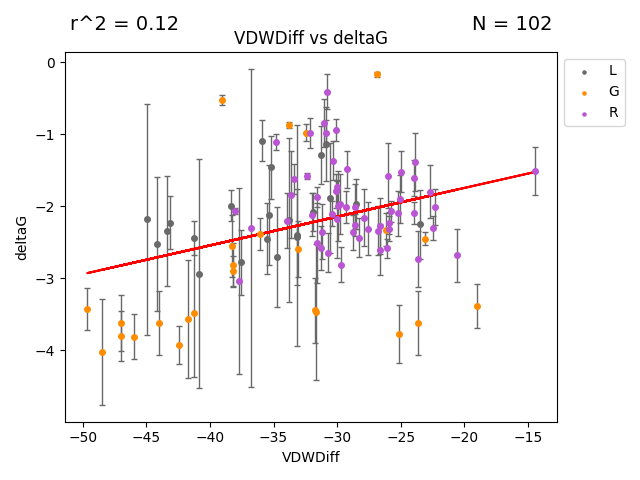 r^2 = 0.12
N = 102
VDWDiff vs deltaG
L
G
R
deltaG
0
−1
−2
−3
−4
−50
−45
−40
−35
−30
−25
−20
−15
VDWDiff